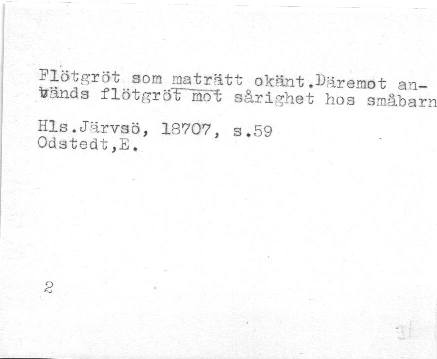 Flötgröt som maträtt okänt.Däremot an-
vänds flötgröt mot sårighet hos småbarn
Hls.Järvsö, 18707, s.59
Odstedt,E.
2